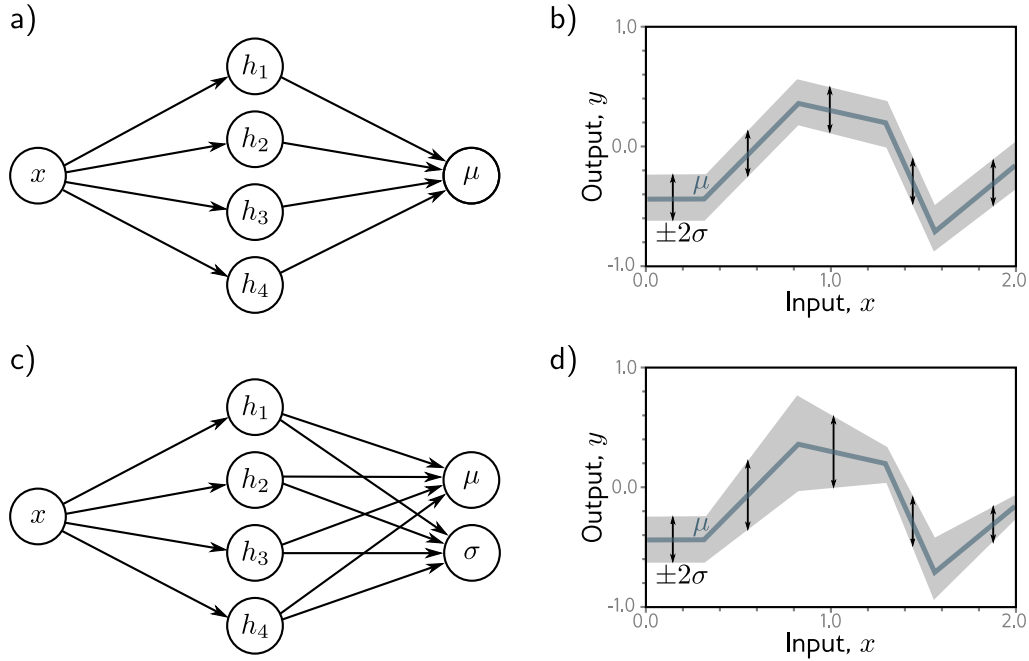 a)
x
h₁
h₂
h₃
h₄
μ
b)
Output, y
1.0
0.0
-1.0
μ
±2σ
0.0
1.0
2.0
Input, x
c)
x
h₁
h₂
h₃
h₄
μ
σ
d)
Output, y
1.0
0.0
-1.0
μ
±2σ
0.0
1.0
2.0
Input, x